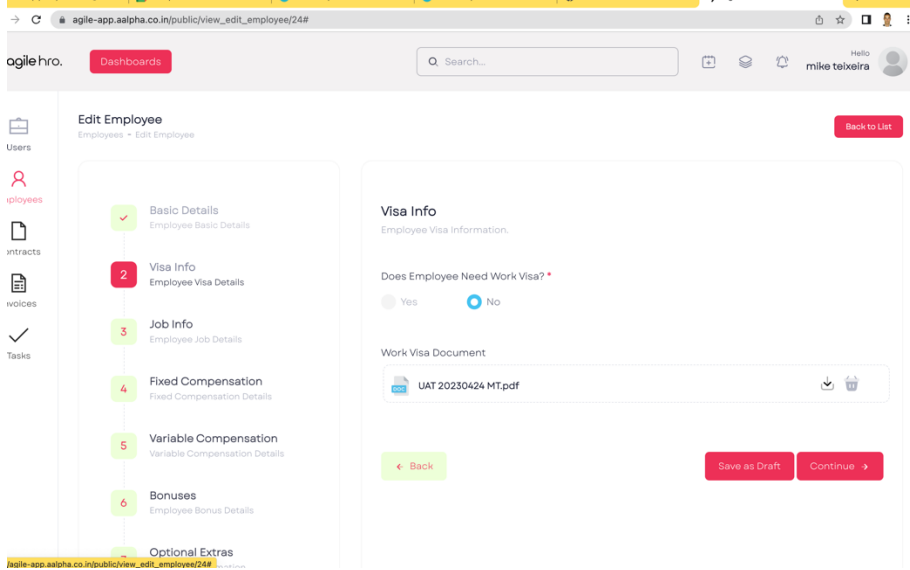 agile-app.aalpha.co.in/public/view_edit_employee/24#
agile hro.
Dashboards
Search...
Hello
mike teixeira
Users
Edit Employee
Employees • Edit Employee
Back to List
ployees
ontracts
voices
Tasks
Basic Details
Employee Basic Details
2
Visa Info
Employee Visa Details
3
Job Info
Employee Job Details
4
Fixed Compensation
Fixed Compensation Details
5
Variable Compensation
Variable Compensation Details
6
Bonuses
Employee Bonus Details
Optional Extras
Visa Info
Employee Visa Information.
Does Employee Need Work Visa? *
Yes No
Work Visa Document
DOC UAT 20230424 MT.pdf
← Back
Save as Draft
Continue →
/agile-app.aalpha.co.in/public/view_edit_employee/24#